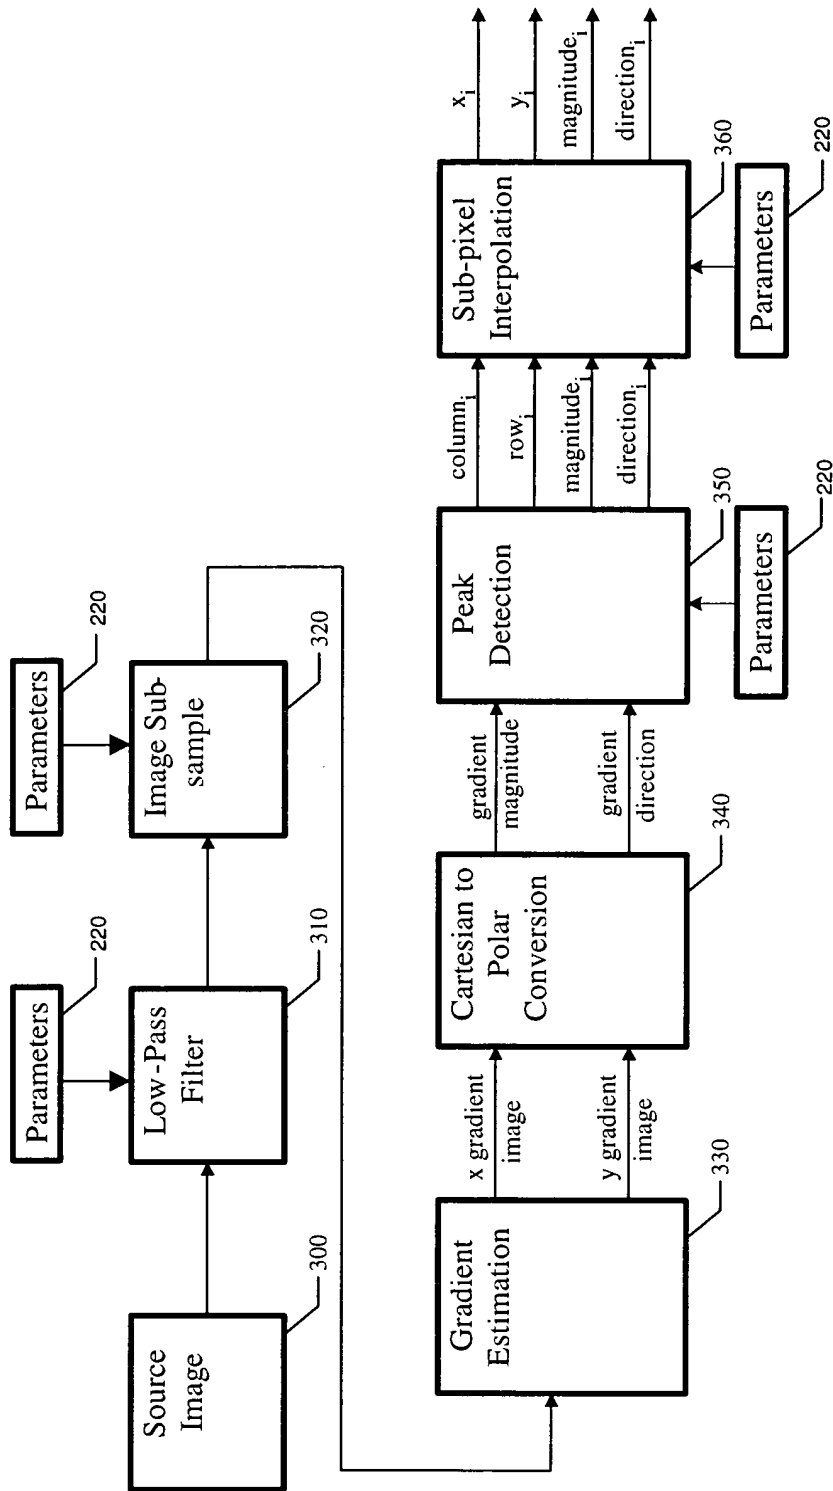 Parameters
220
Parameters
220
Source
Image
300
Low-Pass
Filter
310
Image Sub-
sample
320
Gradient
Estimation
330
x gradient
image
y gradient
image
Cartesian to
Polar
Conversion
340
gradient
magnitude
gradient
direction
Peak
Detection
350
Parameters
220
columnᵢ
rowᵢ
magnitudeᵢ
directionᵢ
Sub-pixel
Interpolation
360
Parameters
220
xᵢ
yᵢ
magnitudeᵢ
directionᵢ